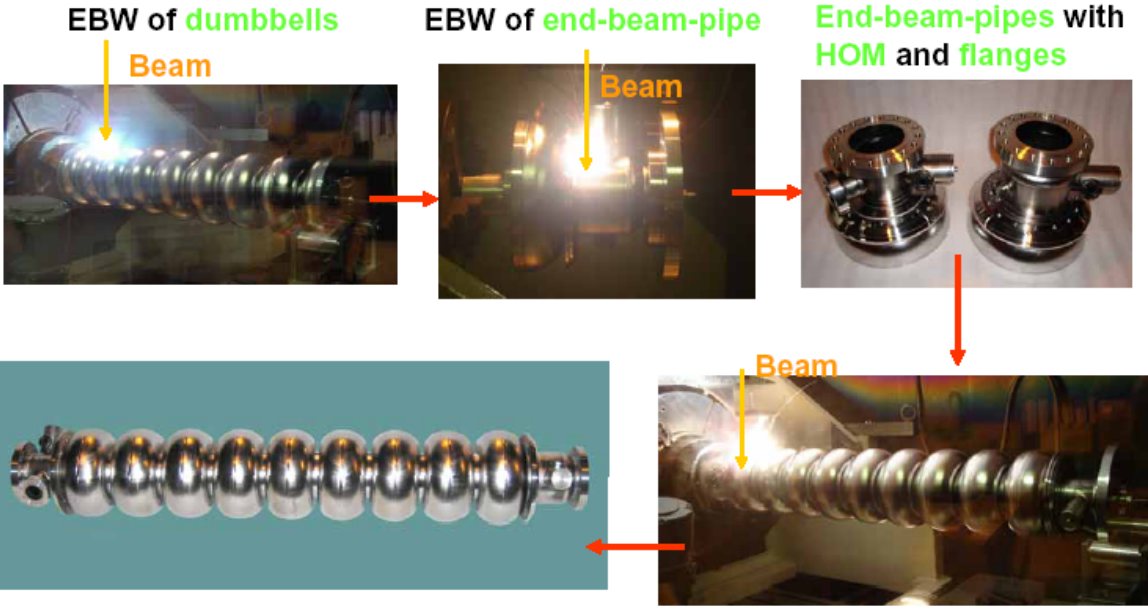 EBW of dumbbells
Beam
EBW of end-beam-pipe
Beam
End-beam-pipes with
HOM and flanges
Beam